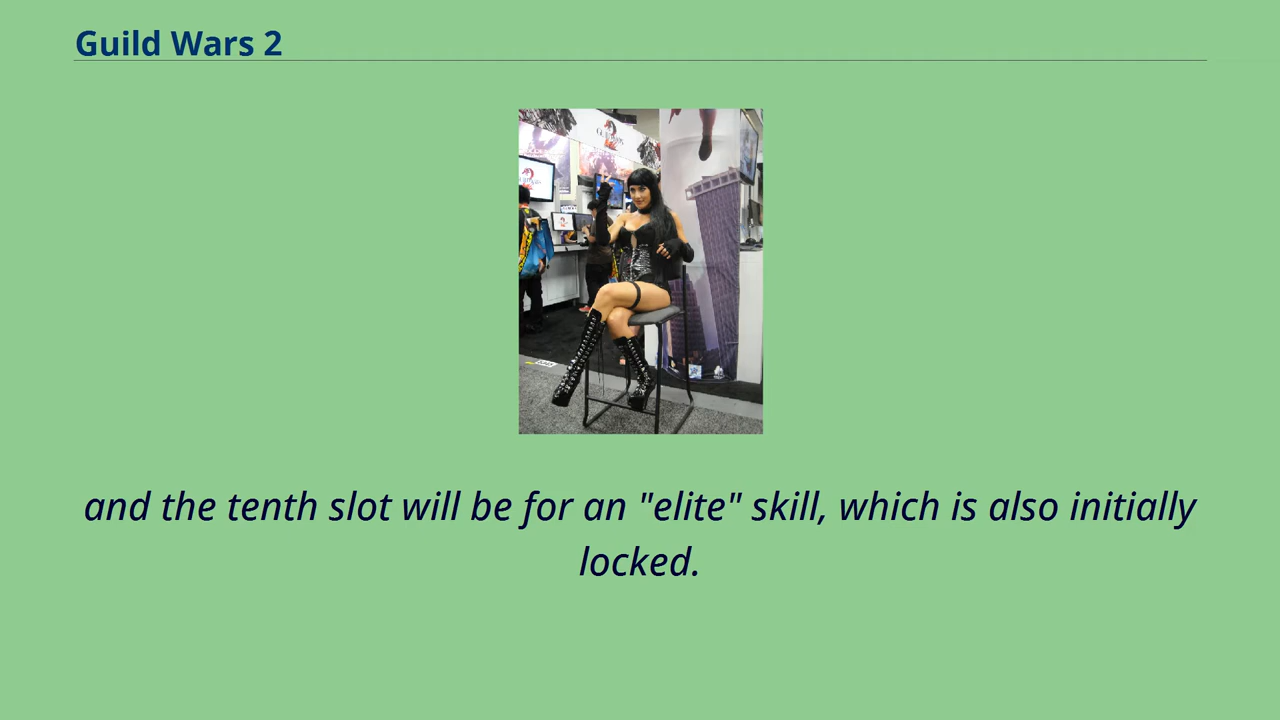 Guild Wars 2
and the tenth slot will be for an "elite" skill, which is also initially
locked.